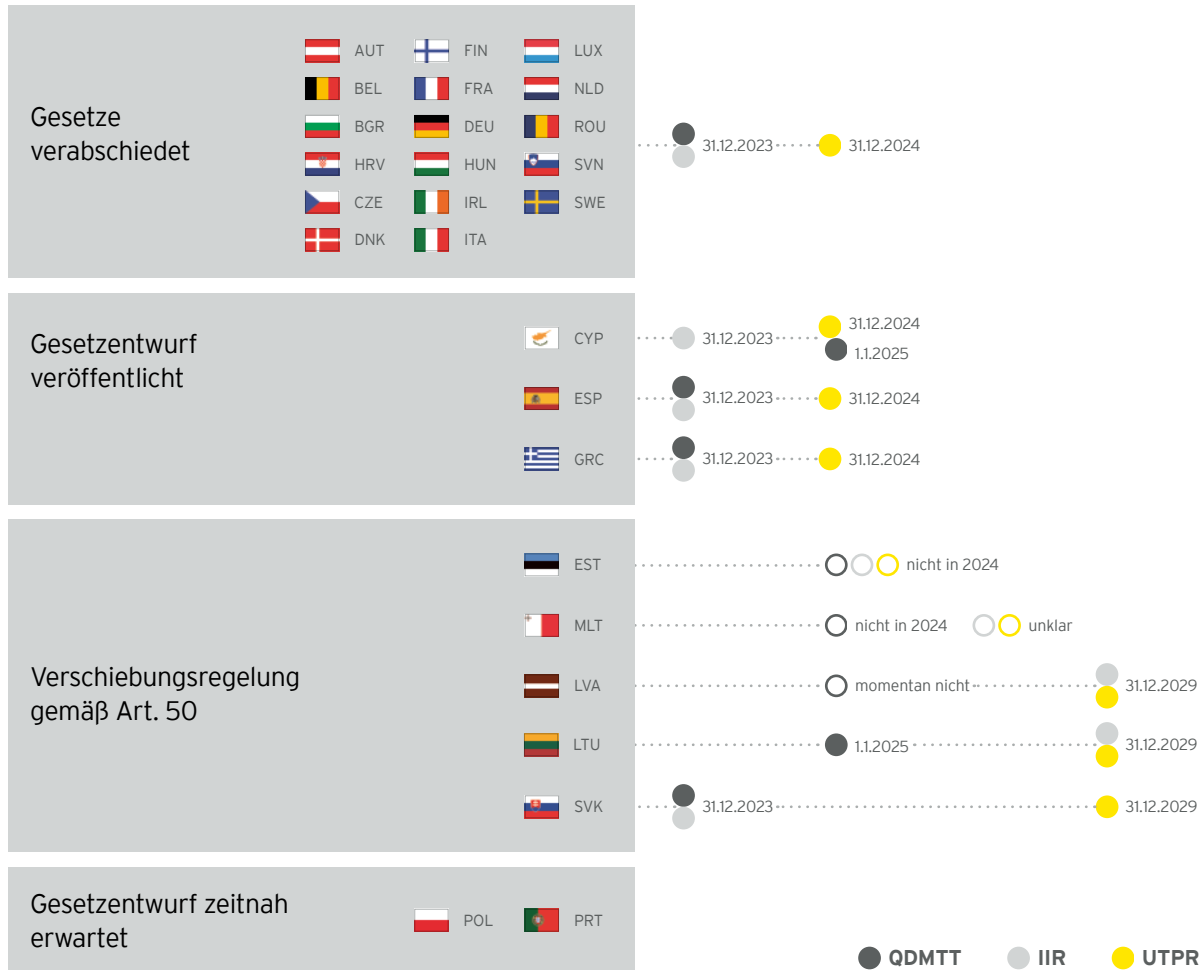 AUT FIN LUX
BEL FRA NLD
Gesetze
verabschiedet
BGR DEU ROU
31.12.2023 31.12.2024
HRV HUN SVN
CZE IRL SWE
DNK ITA
Gesetzentwurf
veröffentlicht
CYP 31.12.2023 31.12.2024
1.1.2025
ESP 31.12.2023 31.12.2024
GRC 31.12.2023 31.12.2024
Verschiebungsregelung
gemäß Art. 50
EST nicht in 2024
MLT nicht in 2024 unklar
LVA momentan nicht 31.12.2029
LTU 1.1.2025 31.12.2029
SVK 31.12.2023 31.12.2029
Gesetzentwurf zeitnah
erwartet
POL PRT
QDMTT IIR UTPR